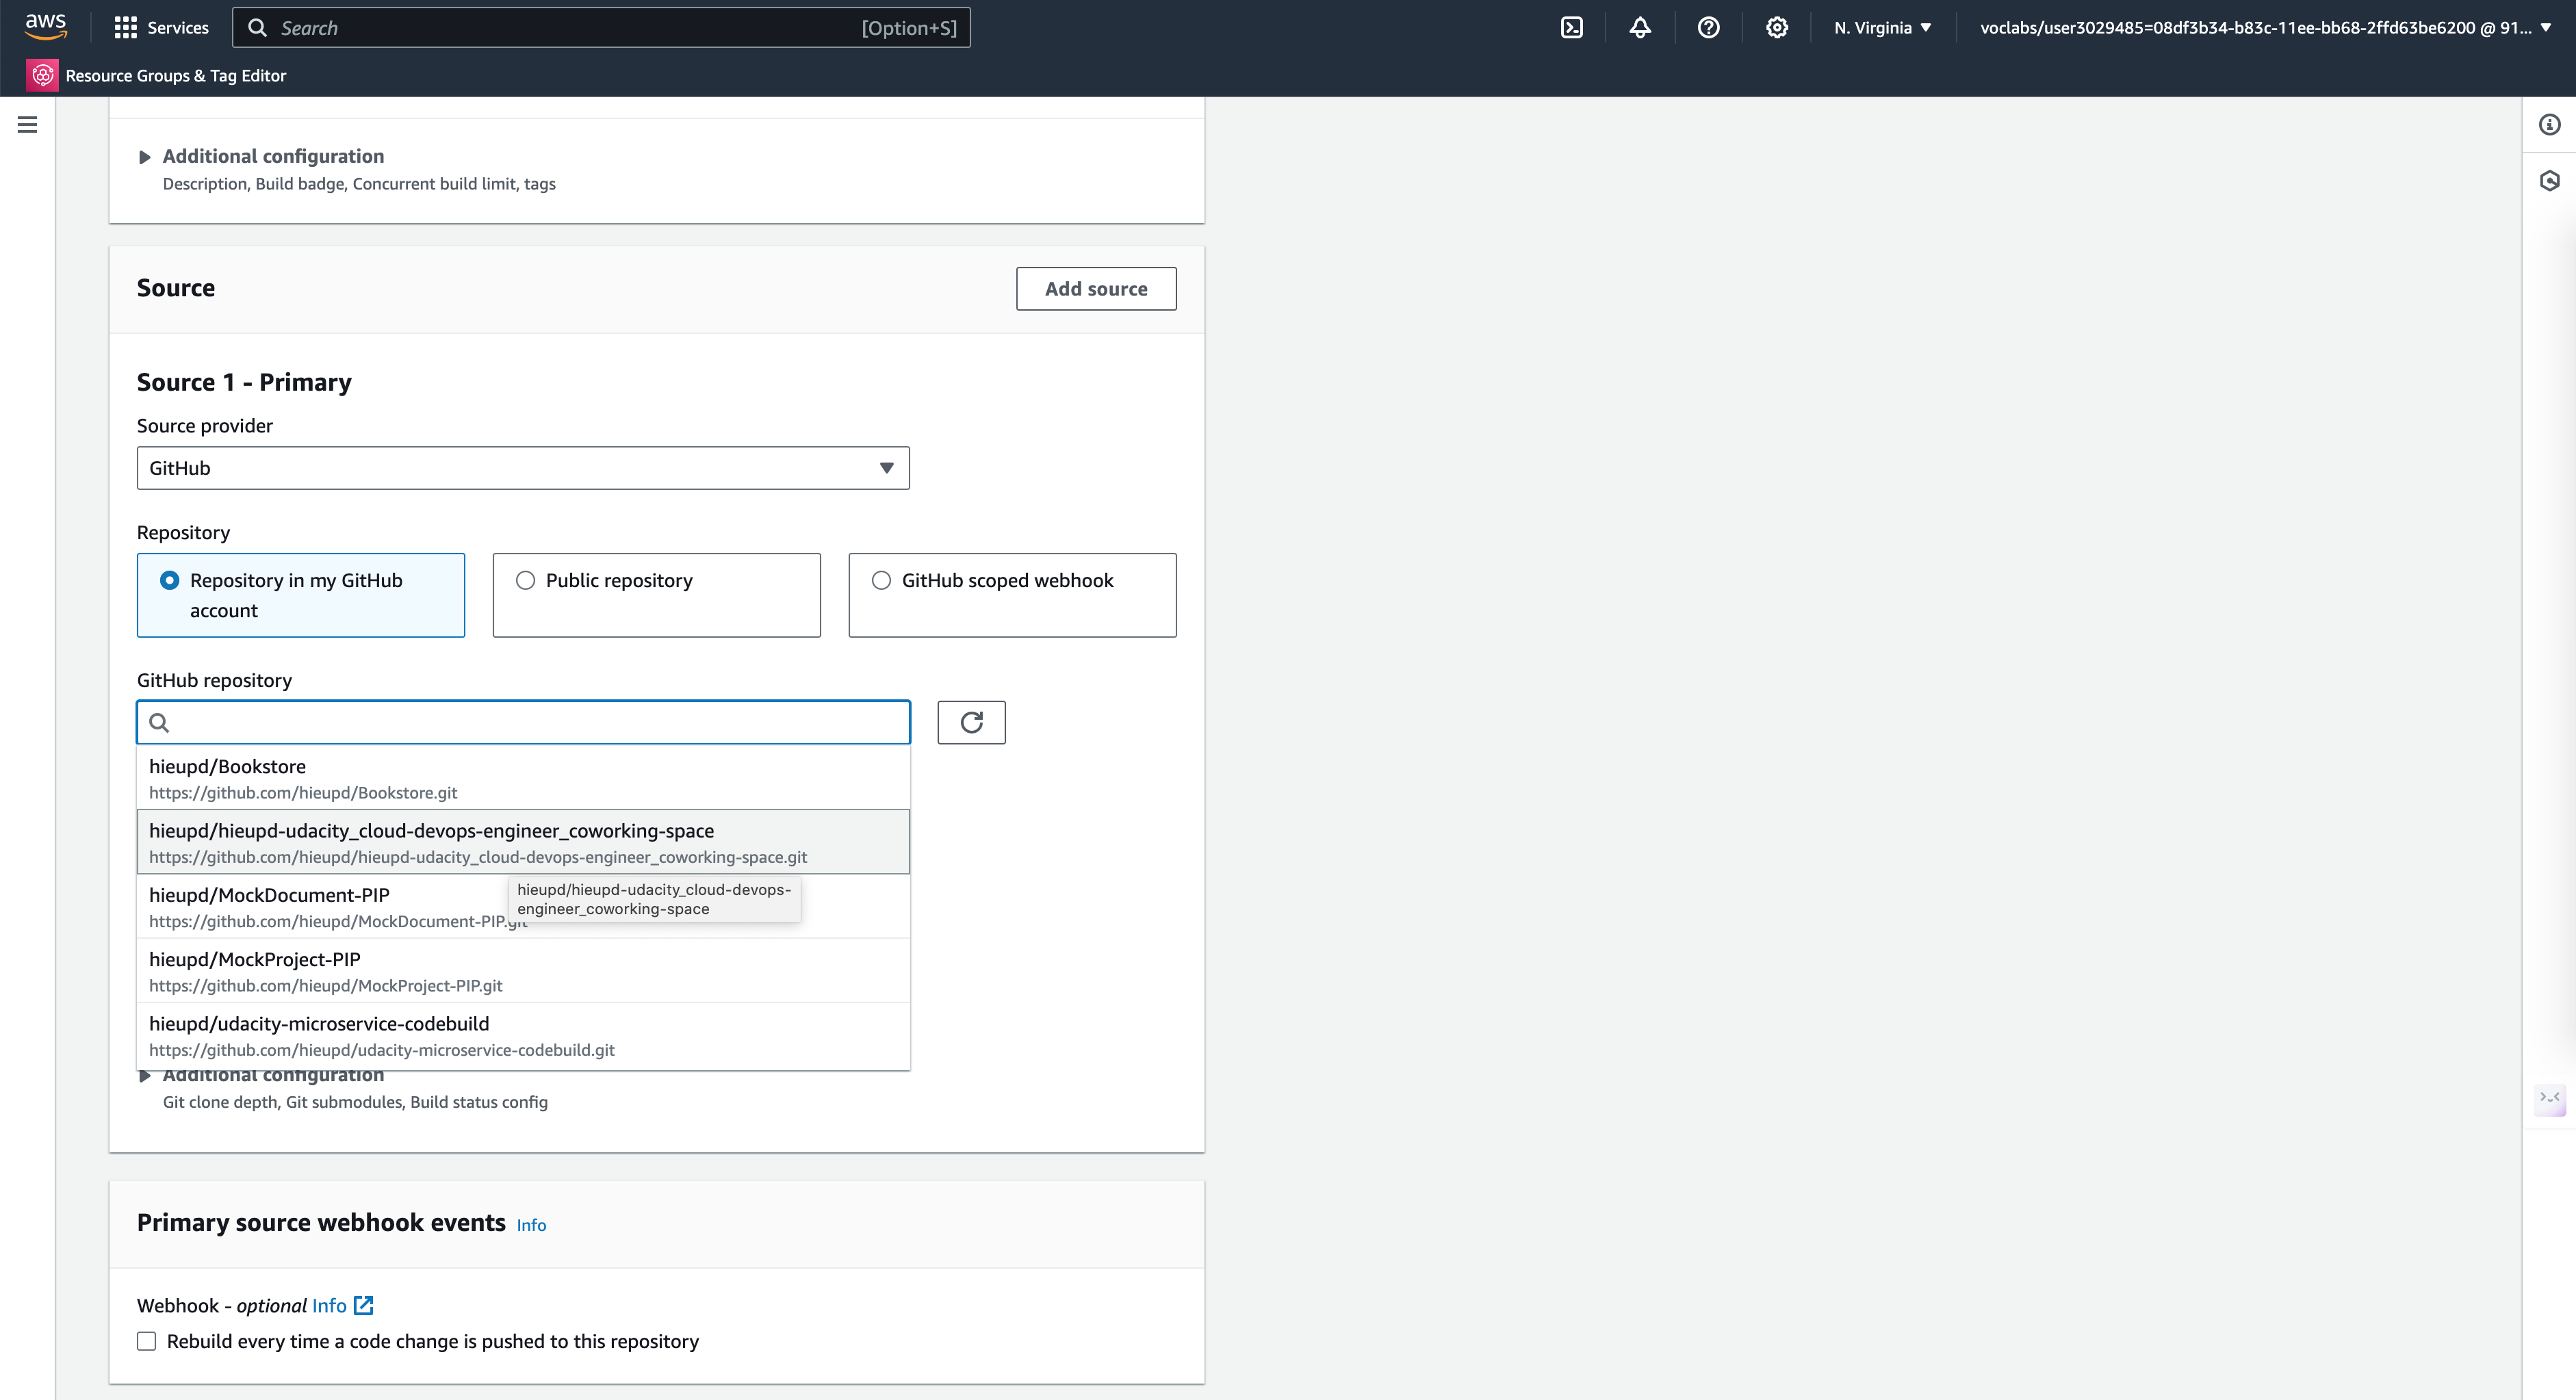 aws
Services
Search
[Option+S]
N. Virginia
voclabs/user3029485=08df3b34-b83c-11ee-bb68-2ffd63be6200 @ 91...
Resource Groups & Tag Editor
Additional configuration
Description, Build badge, Concurrent build limit, tags
Source
Add source
Source 1 - Primary
Source provider
GitHub
Repository
Repository in my GitHub
account
Public repository
GitHub scoped webhook
GitHub repository
hieupd/Bookstore
https://github.com/hieupd/Bookstore.git
hieupd/hieupd-udacity_cloud-devops-engineer_coworking-space
https://github.com/hieupd/hieupd-udacity_cloud-devops-engineer_coworking-space.git
hieupd/MockDocument-PIP
hieupd/hieupd-udacity_cloud-devops-
engineer_coworking-space
https://github.com/hieupd/MockDocument-PIP.git
hieupd/MockProject-PIP
https://github.com/hieupd/MockProject-PIP.git
hieupd/udacity-microservice-codebuild
https://github.com/hieupd/udacity-microservice-codebuild.git
Additional configuration
Git clone depth, Git submodules, Build status config
Primary source webhook events Info
Webhook - optional Info
Rebuild every time a code change is pushed to this repository